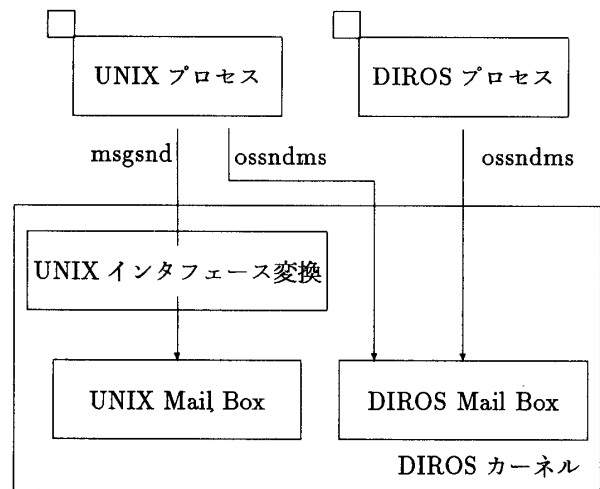 UNIX プロセス
DIROS プロセス
msgsnd
ossndms
ossndms
UNIX インタフェース変換
UNIX Mail Box
DIROS Mail Box
DIROS カーネル